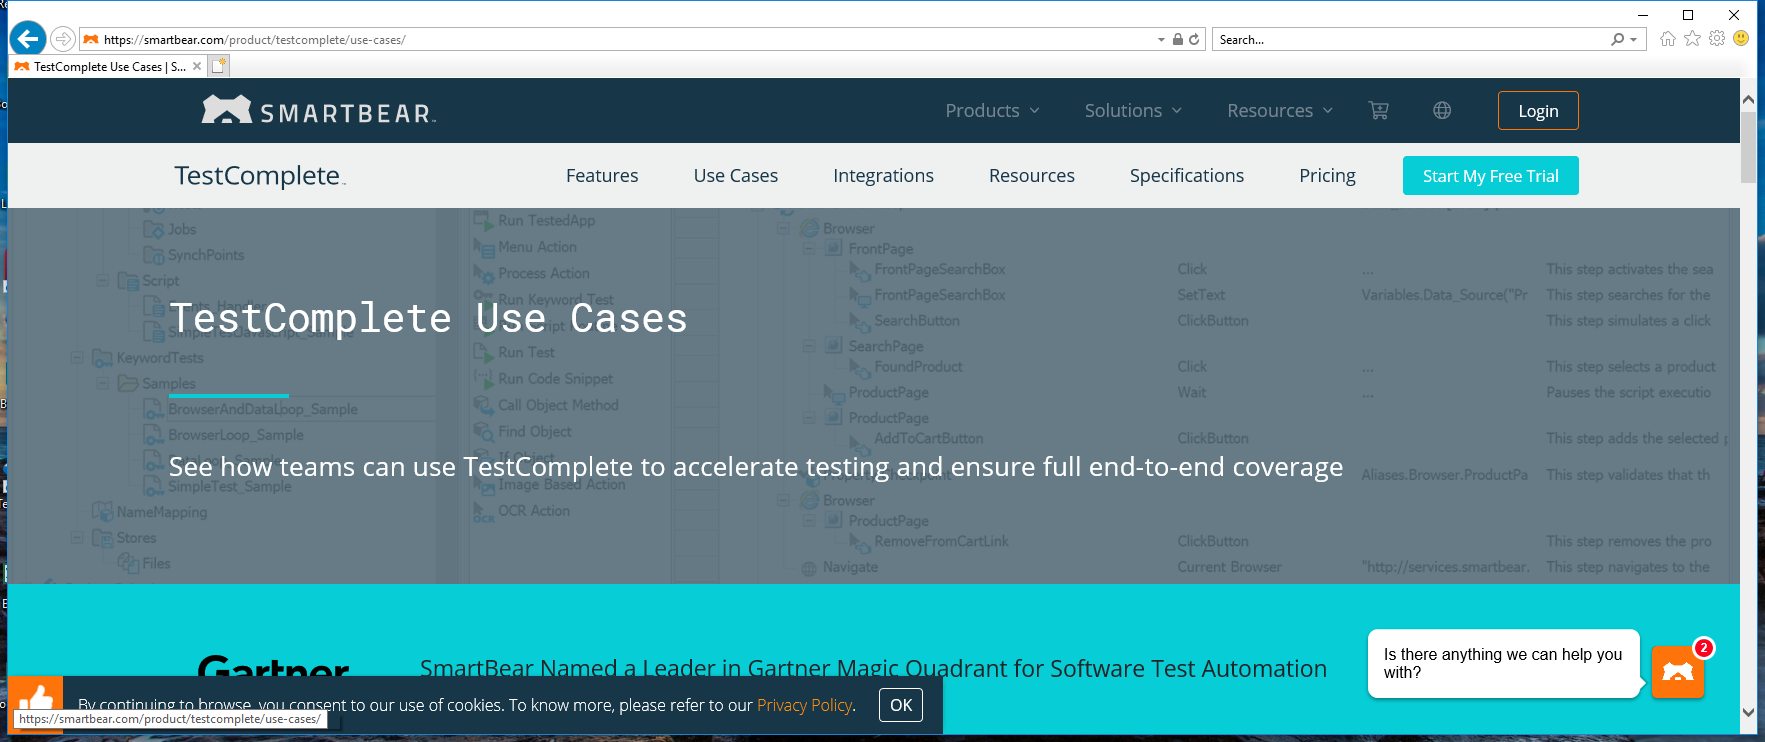 https://smartbear.com/product/testcomplete/use-cases/
Search...
TestComplete Use Cases | S...
SMARTBEAR
Products
Solutions
Resources
Login
TestComplete
Features
Use Cases
Integrations
Resources
Specifications
Pricing
Start My Free Trial
Jobs
SynchPoints
Script
KeywordTests
Samples
BrowserAndDataLoop_Sample
BrowserLoop_Sample
SimpleTest_Sample
NameMapping
Stores
Files
Run TestedApp
Menu Action
Process Action
Run Keyword Test
Run Test
Run Code Snippet
Call Object Method
Find Object
If Object
Image Based Action
OCR Action
Browser
FrontPage
FrontPageSearchBox Click ... This step activates the sea
FrontPageSearchBox SetText Variables.Data_Source("Pr This step searches for the
SearchButton ClickButton This step simulates a click
SearchPage
FoundProduct Click ... This step selects a product
ProductPage Wait ... Pauses the script executio
ProductPage
AddToCartButton ClickButton This step adds the selected p
Aliases.Browser.ProductPa This step validates that th
Browser
ProductPage
RemoveFromCartLink ClickButton This step removes the pro
Navigate Current Browser "http://services.smartbear. This step navigates to the
TestComplete Use Cases
See how teams can use TestComplete to accelerate testing and ensure full end-to-end coverage
Gartner
SmartBear Named a Leader in Gartner Magic Quadrant for Software Test Automation
Is there anything we can help you
with?
2
By continuing to browse, you consent to our use of cookies. To know more, please refer to our Privacy Policy.
OK
https://smartbear.com/product/testcomplete/use-cases/